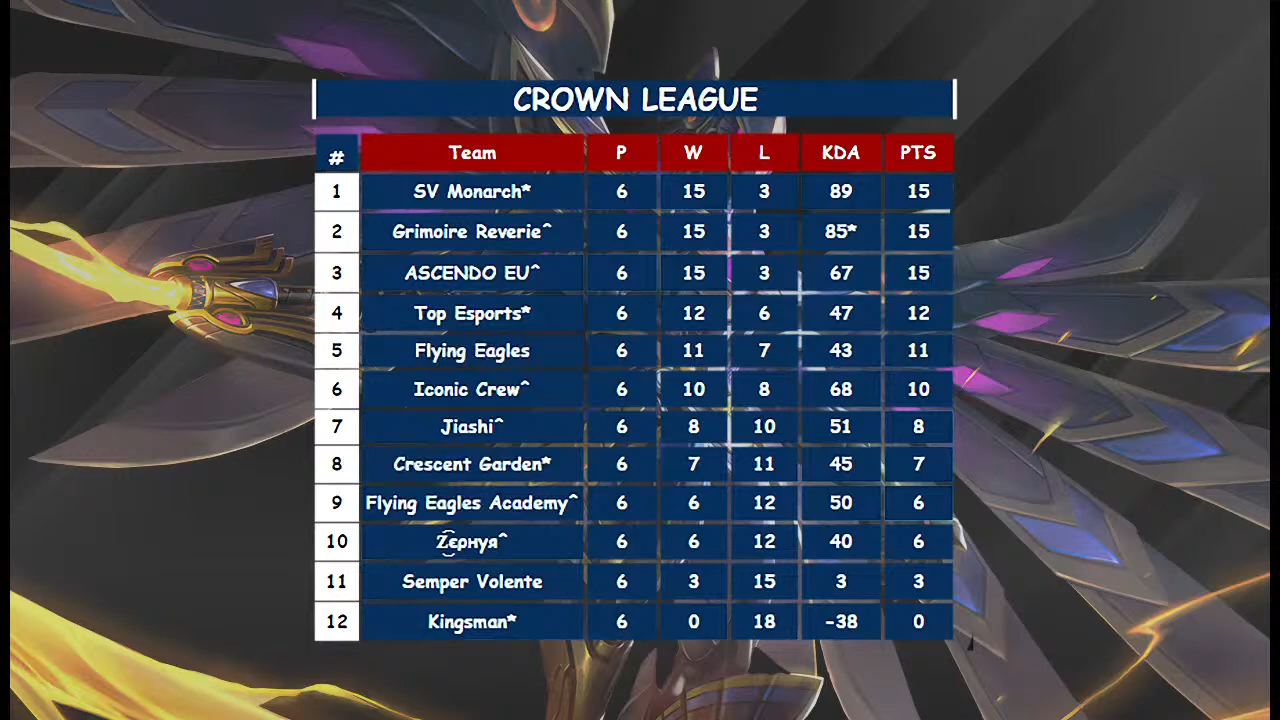 CROWN LEAGUE
# Team P W L KDA PTS
1 SV Monarch* 6 15 3 89 15
2 Grimoire Reverie^ 6 15 3 85* 15
3 ASCENDO EU^ 6 15 3 67 15
4 Top Esports* 6 12 6 47 12
5 Flying Eagles 6 11 7 43 11
6 Iconic Crew^ 6 10 8 68 10
7 Jiashi^ 6 8 10 51 8
8 Crescent Garden* 6 7 11 45 7
9 Flying Eagles Academy^ 6 6 12 50 6
10 Z͜͡єρнуя^ 6 6 12 40 6
11 Semper Volente 6 3 15 3 3
12 Kingsman* 6 0 18 -38 0